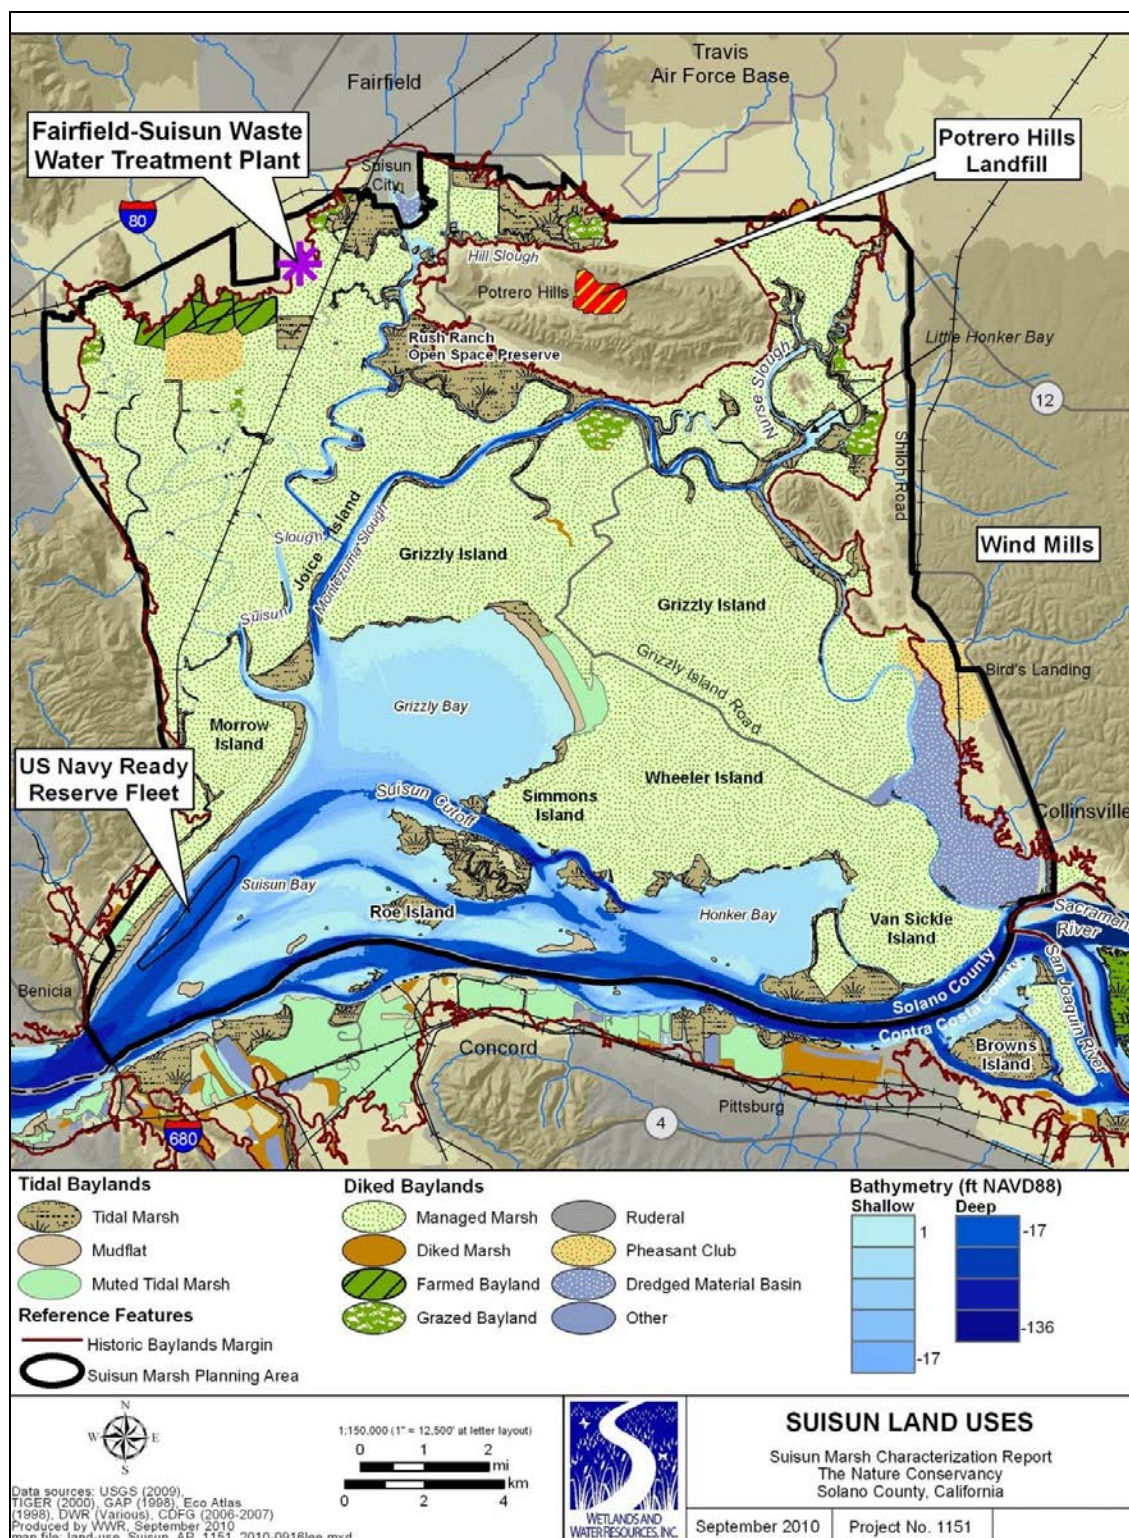 Travis
Air Force Base
Fairfield
Fairfield-Suisun Waste
Water Treatment Plant
Potrero Hills
Landfill
Suisun
City
80
Hill Slough
Potrero Hills
Rush Ranch
Open Space Preserve
Little Honker Bay
Nurse Slough
12
Shiloh Road
Wind Mills
Joice Island
Slough
Suisun
Montezuma Slough
Grizzly Island
Grizzly Island
Grizzly Island Road
Bird's Landing
Grizzly Bay
Morrow
Island
US Navy Ready
Reserve Fleet
Suisun Cutoff
Simmons
Island
Wheeler Island
Collinsville
Suisun Bay
Roe Island
Honker Bay
Van Sickle
Island
Sacramen
River
San Joaquin River
Solano County
Contra Costa County
Benicia
Browns
Island
Concord
Pittsburg
4
680
Tidal Baylands
Tidal Marsh
Mudflat
Muted Tidal Marsh
Reference Features
Historic Baylands Margin
Suisun Marsh Planning Area
Diked Baylands
Managed Marsh
Diked Marsh
Farmed Bayland
Grazed Bayland
Ruderal
Pheasant Club
Dredged Material Basin
Other
Bathymetry (ft NAVD88)
Shallow Deep
1
-17
-17
-136
N
W E
S
Data sources: USGS (2009),
TIGER (2000), GAP (1998), Eco Atlas
(1998), DWR (Various), CDFG (2006-2007)
Produced by WWR, September 2010
map file: land-use_Suisun_AP_1151_2010-0916lee.mxd
1:150,000 (1" = 12,500' at letter layout)
0 1 2
mi
km
0 2 4
WETLANDS AND
WATER RESOURCES, INC.
SUISUN LAND USES
Suisun Marsh Characterization Report
The Nature Conservancy
Solano County, California
September 2010
Project No. 1151